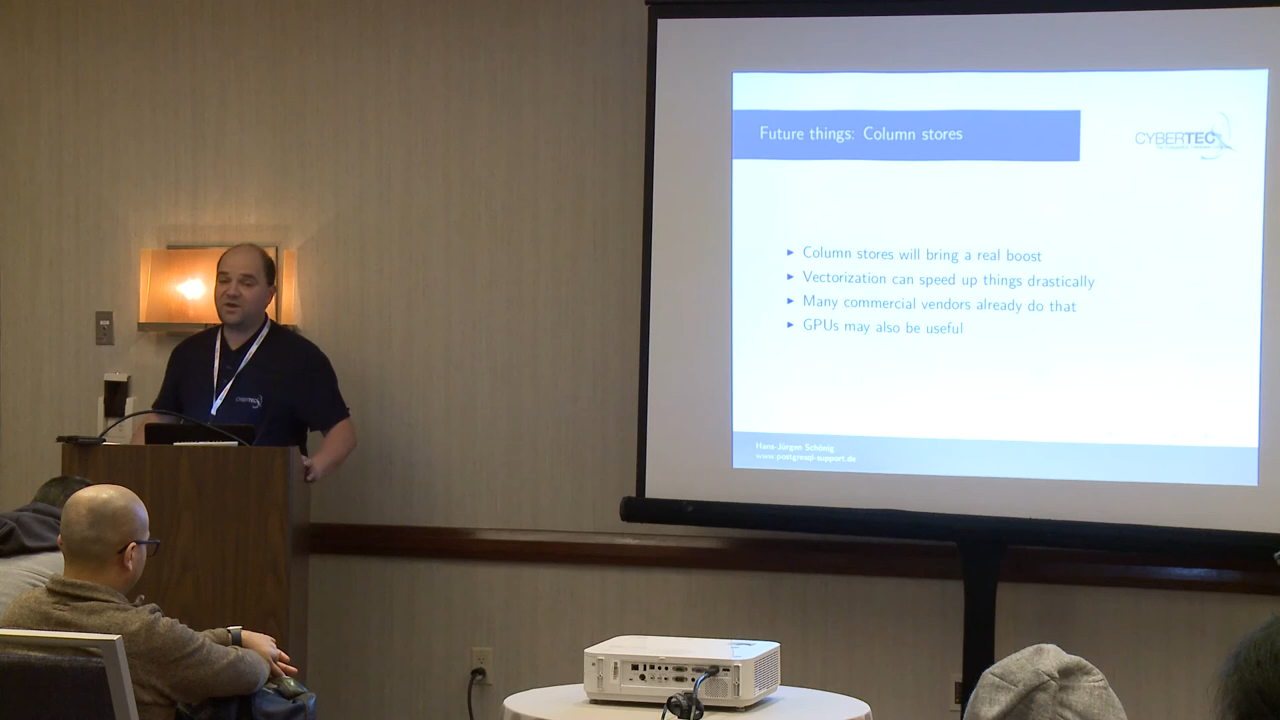 Future things: Column stores
CYBERTEC
► Column stores will bring a real boost
► Vectorization can speed up things drastically
► Many commercial vendors already do that
► GPUs may also be useful
Hans-Jürgen Schönig
www.postgresql-support.de
CYBERTEC